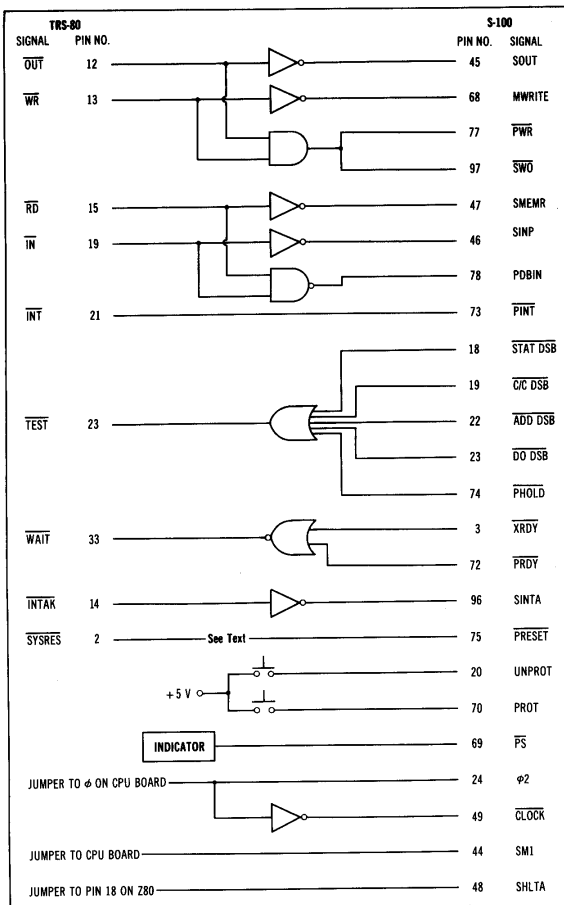 TRS-80 S-100
SIGNAL PIN NO. PIN NO. SIGNAL
OUT 12 45 SOUT
WR 13 68 MWRITE
77 PWR
97 SWO
RD 15 47 SMEMR
IN 19 46 SINP
78 PDBIN
INT 21 73 PINT
18 STAT DSB
19 C/C DSB
TEST 23 22 ADD DSB
23 DO DSB
74 PHOLD
WAIT 33 3 XRDY
72 PRDY
INTAK 14 96 SINTA
SYSRES 2 See Text 75 PRESET
20 UNPROT
+5 V
70 PROT
INDICATOR 69 PS
JUMPER TO ϕ ON CPU BOARD 24 φ2
49 CLOCK
JUMPER TO CPU BOARD 44 SM1
JUMPER TO PIN 18 ON Z80 48 SHLTA